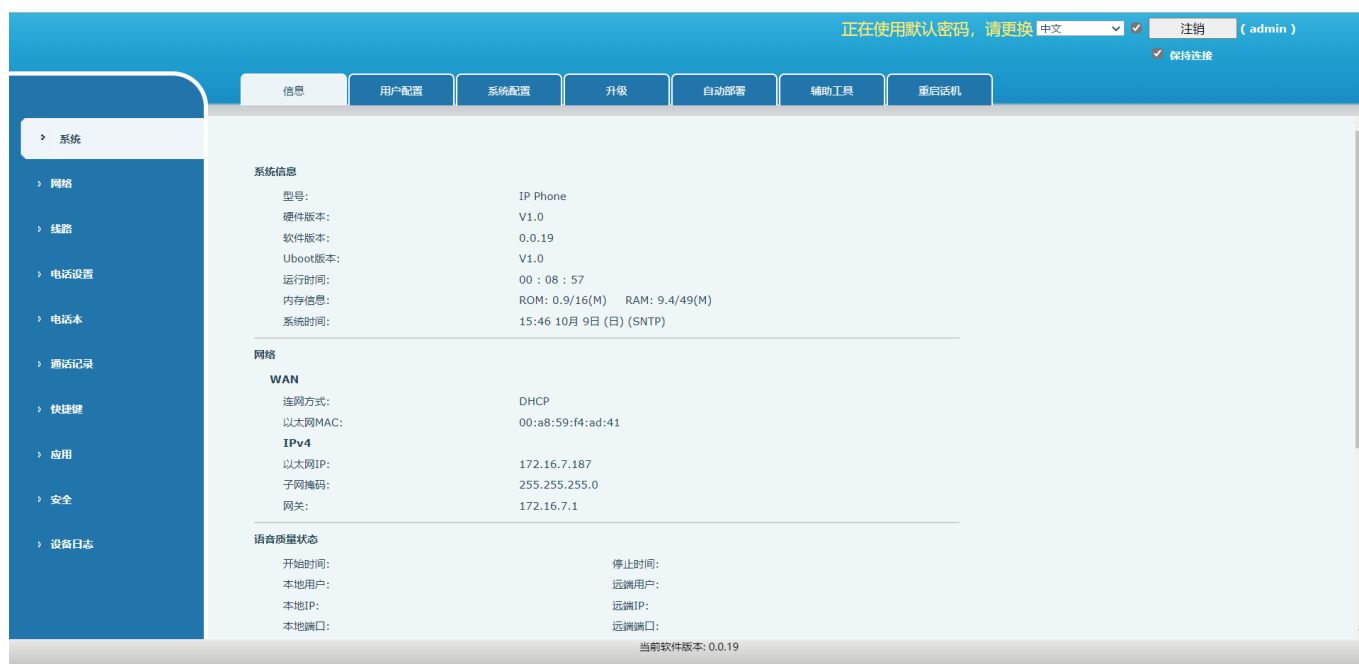 正在使用默认密码，请更换 中文 注销 ( admin )
保持连接
信息 用户配置 系统配置 升级 自动部署 辅助工具 重启话机
系统
网络
线路
电话设置
电话本
通话记录
快捷键
应用
安全
设备日志
系统信息
型号: IP Phone
硬件版本: V1.0
软件版本: 0.0.19
Uboot版本: V1.0
运行时间: 00 : 08 : 57
内存信息: ROM: 0.9/16(M) RAM: 9.4/49(M)
系统时间: 15:46 10月 9日 (日) (SNTP)
网络
WAN
连网方式: DHCP
以太网MAC: 00:a8:59:f4:ad:41
IPv4
以太网IP: 172.16.7.187
子网掩码: 255.255.255.0
网关: 172.16.7.1
语音质量状态
开始时间: 停止时间:
本地用户: 远端用户:
本地IP: 远端IP:
本地端口: 远端端口:
当前软件版本: 0.0.19